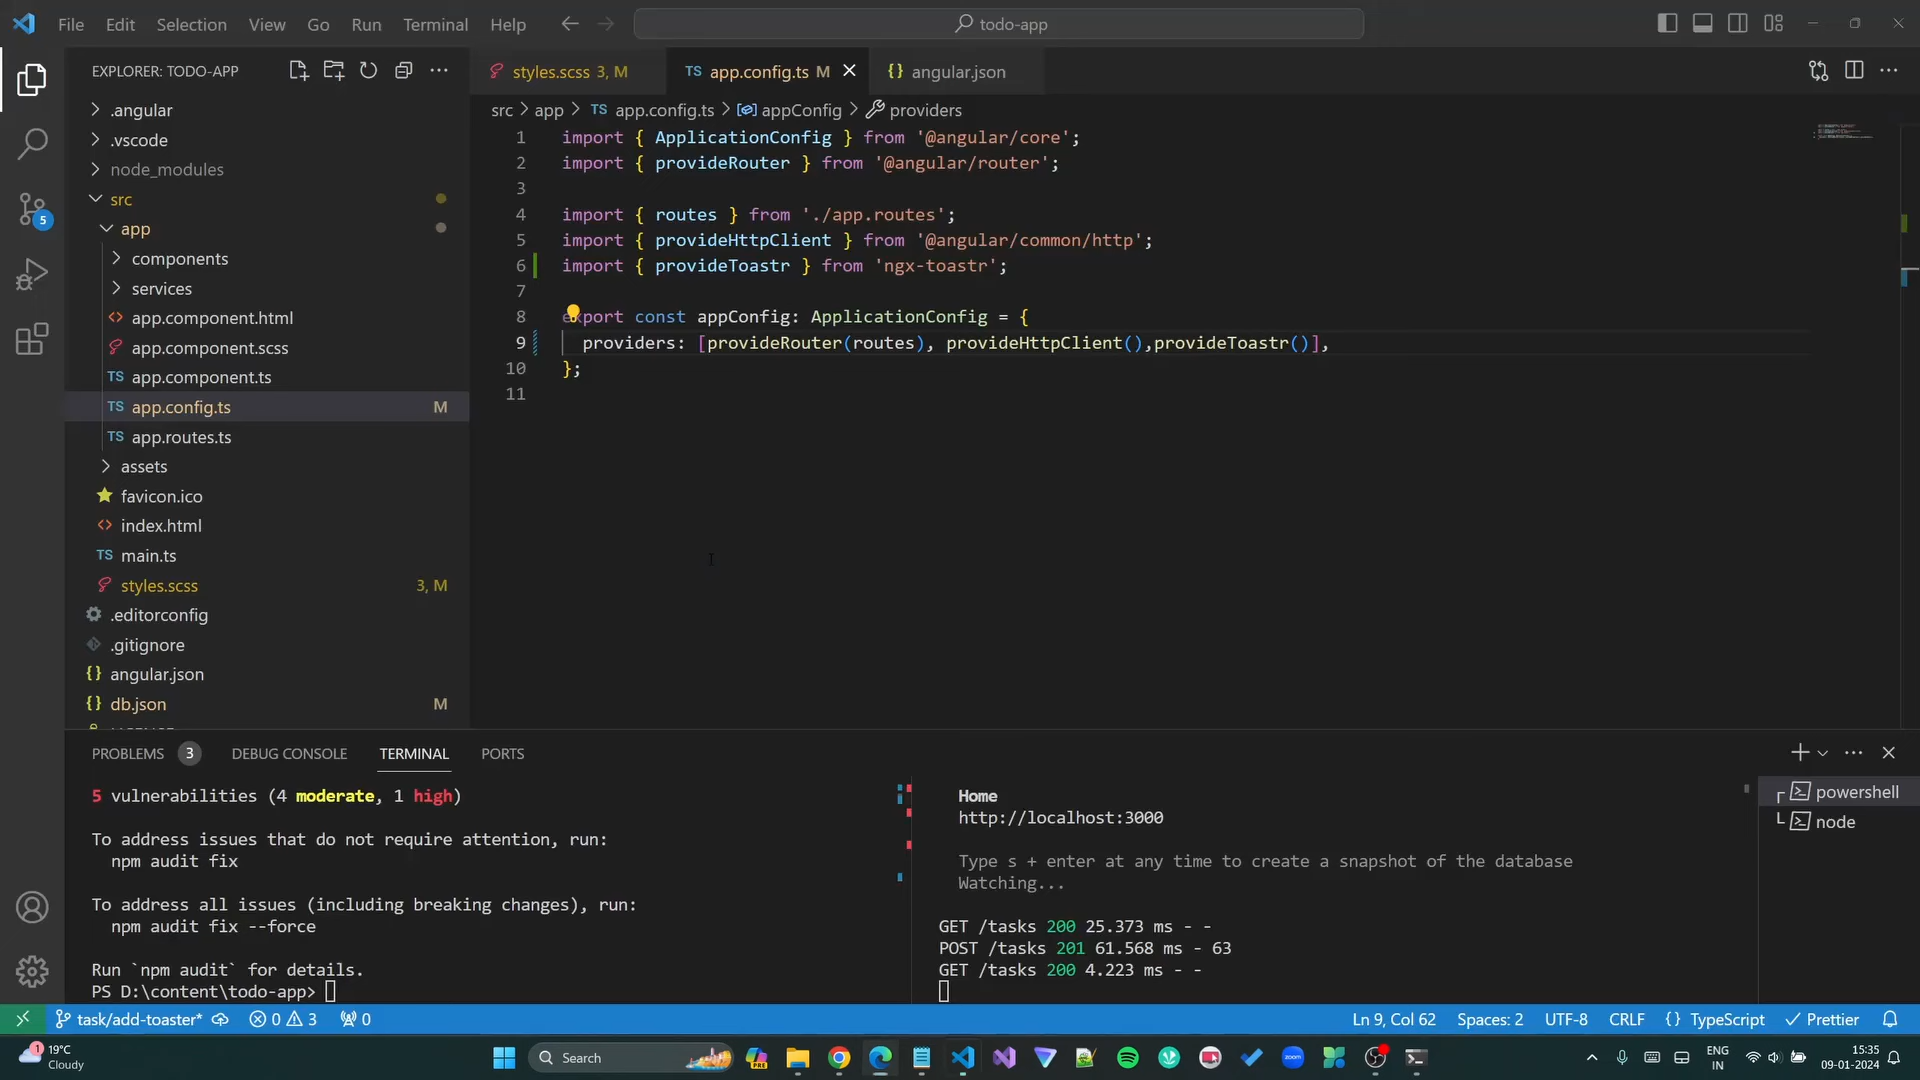 File Edit Selection View Go Run Terminal Help
todo-app
EXPLORER: TODO-APP
styles.scss 3, M
TS app.config.ts M
{} angular.json
src > app > TS app.config.ts > appConfig > providers
.angular
.vscode
node_modules
src
app
components
services
app.component.html
app.component.scss
TS app.component.ts
TS app.config.ts M
TS app.routes.ts
assets
favicon.ico
index.html
TS main.ts
styles.scss 3, M
.editorconfig
.gitignore
{} angular.json
{} db.json M
5
1 import { ApplicationConfig } from '@angular/core';
2 import { provideRouter } from '@angular/router';
3
4 import { routes } from './app.routes';
5 import { provideHttpClient } from '@angular/common/http';
6 import { provideToastr } from 'ngx-toastr';
7
8 export const appConfig: ApplicationConfig = {
9 providers: [provideRouter(routes), provideHttpClient(),provideToastr()],
10 };
11
PROBLEMS 3 DEBUG CONSOLE TERMINAL PORTS
5 vulnerabilities (4 moderate, 1 high)
To address issues that do not require attention, run:
npm audit fix
To address all issues (including breaking changes), run:
npm audit fix --force
Run `npm audit` for details.
PS D:\content\todo-app>
Home
http://localhost:3000
Type s + enter at any time to create a snapshot of the database
Watching...
GET /tasks 200 25.373 ms - -
POST /tasks 201 61.568 ms - 63
GET /tasks 200 4.223 ms - -
powershell
node
task/add-toaster* 0 3 0
Ln 9, Col 62 Spaces: 2 UTF-8 CRLF {} TypeScript Prettier
1
19°C
Cloudy
Search
PRE
zoom
ENG
IN
15:35
09-01-2024